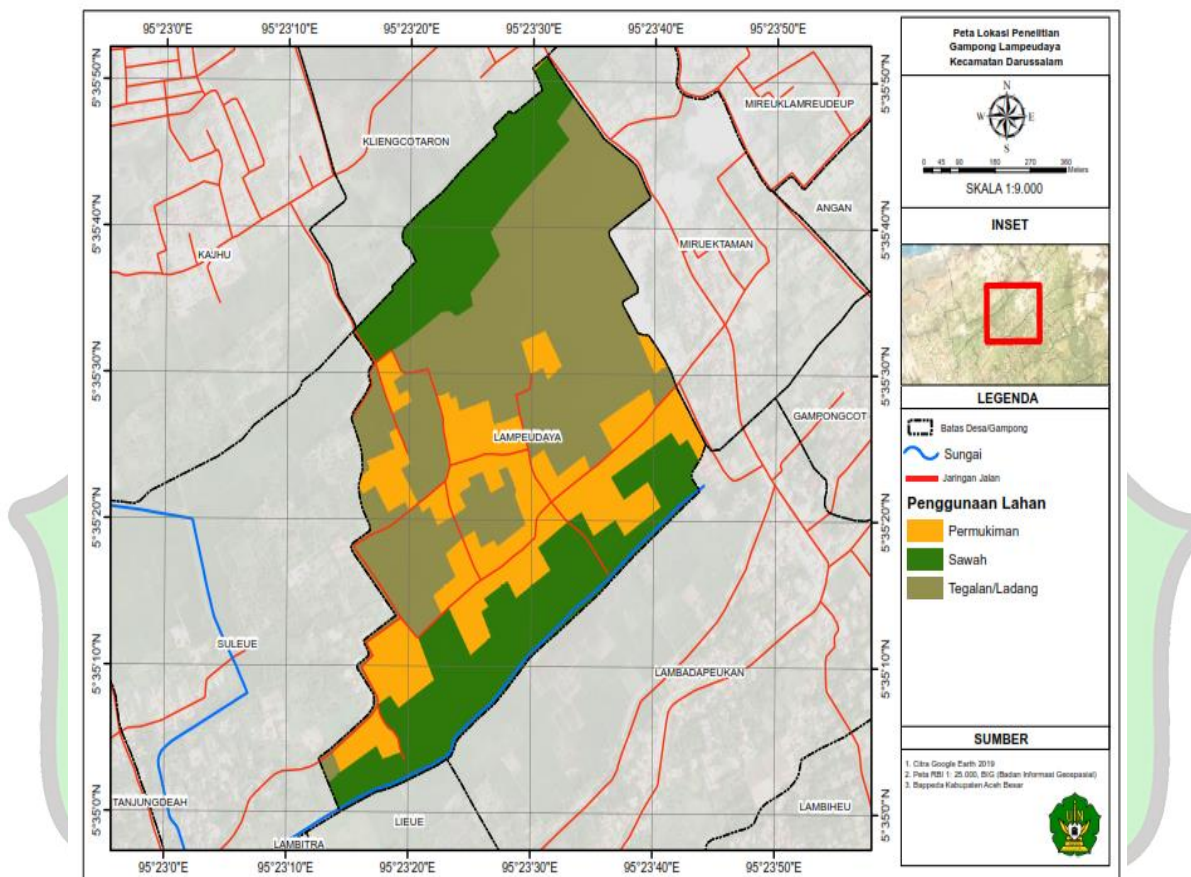 95°23'0"E 95°23'10"E 95°23'20"E 95°23'30"E 95°23'40"E 95°23'50"E
5°35'50"N
5°35'40"N
5°35'30"N
5°35'20"N
5°35'10"N
5°35'0"N
KLIENGCOTARON
MIREUKLAMREUDEUP
ANGAN
KAJHU
MIRUEKTAMAN
GAMPONGCOT
LAMPEUDAYA
SULEUE
LAMBADAPEUKAN
TANJUNGDEAH
LIEUE
LAMBIHEU
LAMBITRA
5°35'50"N
5°35'40"N
5°35'30"N
5°35'20"N
5°35'10"N
5°35'0"N
95°23'0"E 95°23'10"E 95°23'20"E 95°23'30"E 95°23'40"E 95°23'50"E
Peta Lokasi Penelitian
Gampong Lampeudaya
Kecamatan Darussalam
N
W E
S
0 45 90 180 270 360
Meters
SKALA 1:9.000
INSET
LEGENDA
Batas Desa/Gampong
Sungai
Jaringan Jalan
Penggunaan Lahan
Permukiman
Sawah
Tegalan/Ladang
SUMBER
1. Citra Google Earth 2019
2. Peta RBI 1: 25.000, BIG (Badan Informasi Geospasial)
3. Bappeda Kabupaten Aceh Besar
UIN